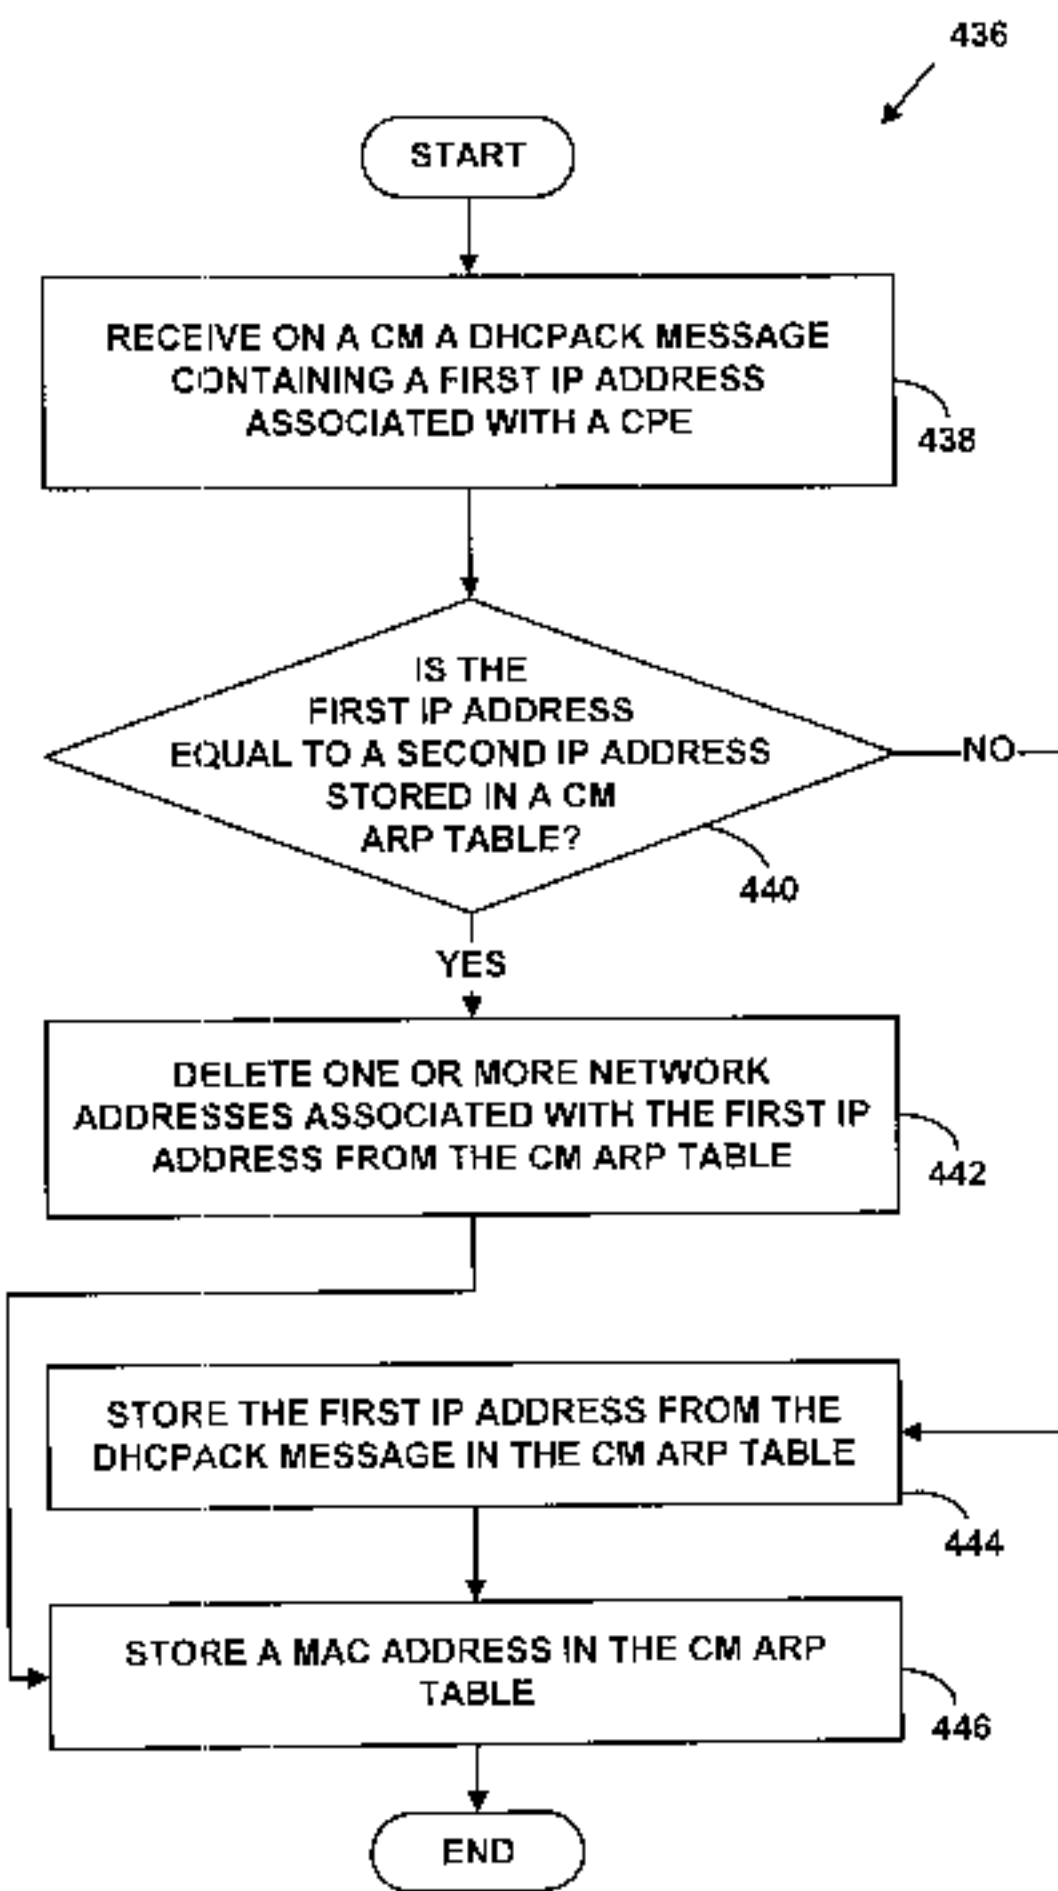 436
START
RECEIVE ON A CM A DHCPACK MESSAGE
CONTAINING A FIRST IP ADDRESS
ASSOCIATED WITH A CPE
438
IS THE
FIRST IP ADDRESS
EQUAL TO A SECOND IP ADDRESS
STORED IN A CM
ARP TABLE?
NO
440
YES
DELETE ONE OR MORE NETWORK
ADDRESSES ASSOCIATED WITH THE FIRST IP
ADDRESS FROM THE CM ARP TABLE
442
STORE THE FIRST IP ADDRESS FROM THE
DHCPACK MESSAGE IN THE CM ARP TABLE
444
STORE A MAC ADDRESS IN THE CM ARP
TABLE
446
END